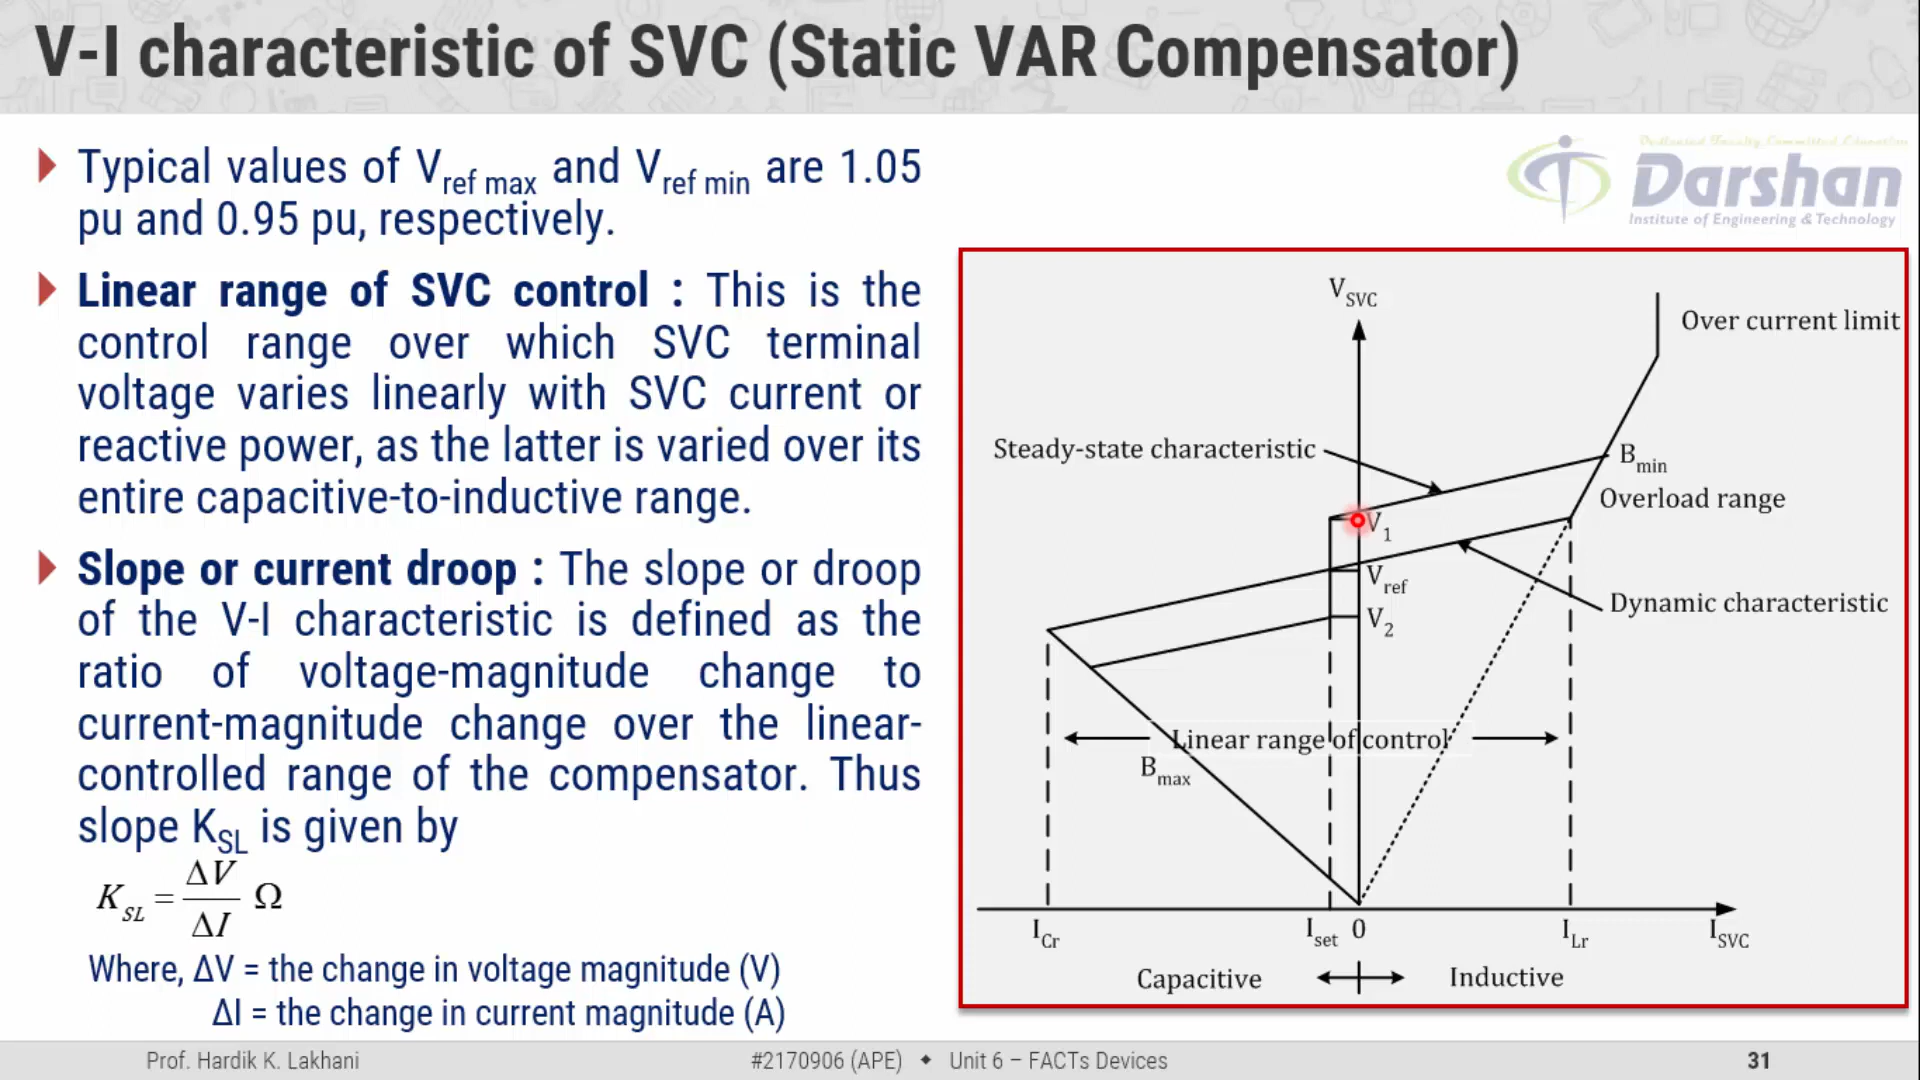 V-I characteristic of SVC (Static VAR Compensator)
Typical values of Vref max and Vref min are 1.05
pu and 0.95 pu, respectively.
Linear range of SVC control : This is the
control range over which SVC terminal
voltage varies linearly with SVC current or
reactive power, as the latter is varied over its
entire capacitive-to-inductive range.
Slope or current droop : The slope or droop
of the V-I characteristic is defined as the
ratio of voltage-magnitude change to
current-magnitude change over the linear-
controlled range of the compensator. Thus
slope KSL is given by
KSL = ΔV/ΔI Ω
Where, ΔV = the change in voltage magnitude (V)
ΔI = the change in current magnitude (A)
Dedicated Faculty Committed Education
Darshan
Institute of Engineering & Technology
VSVC
Over current limit
Steady-state characteristic
Bmin
Overload range
V1
Vref
Dynamic characteristic
V2
Linear range of control
Bmax
ICr
Iset
0
ILr
ISVC
Capacitive
Inductive
Prof. Hardik K. Lakhani
#2170906 (APE) ◆ Unit 6 – FACTs Devices
31